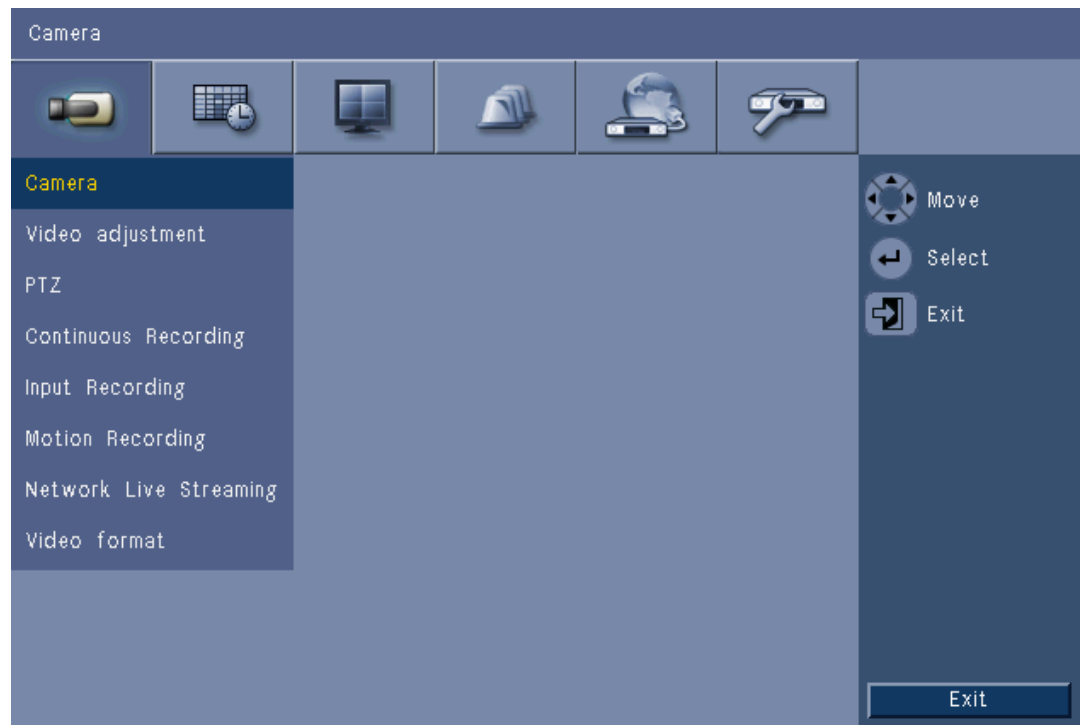 Camera
Camera
Video adjustment
PTZ
Continuous Recording
Input Recording
Motion Recording
Network Live Streaming
Video format
Move
Select
Exit
Exit